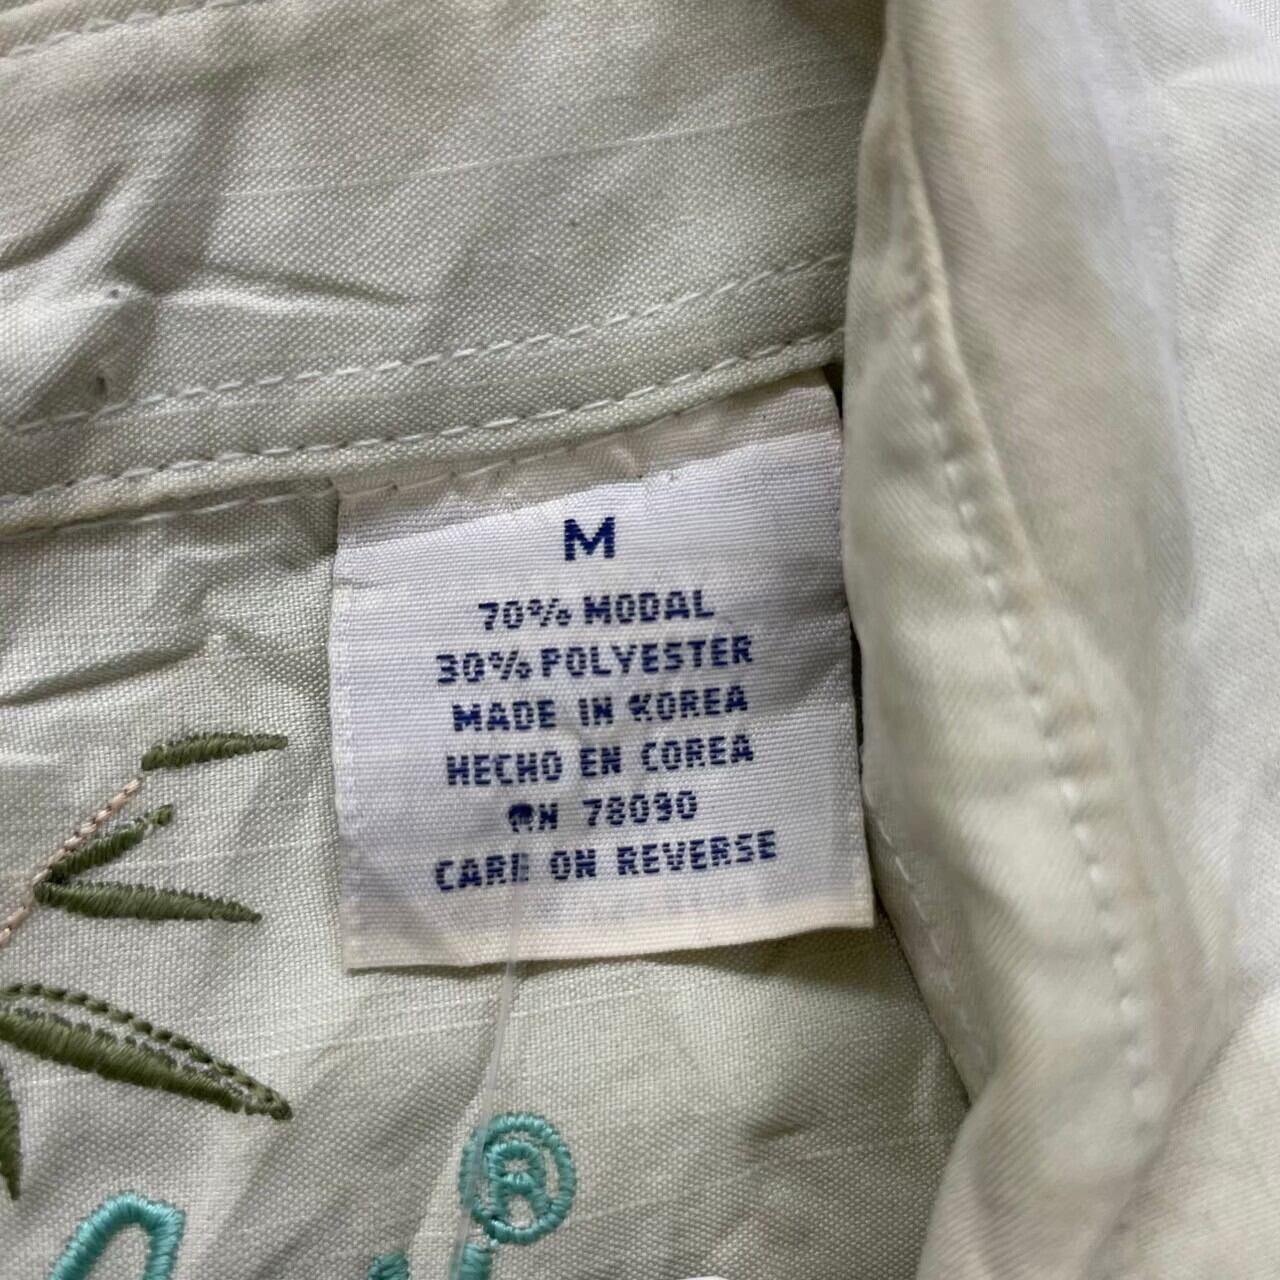 M
70% MODAL
30% POLYESTER
MADE IN KOREA
HECHO EN COREA
RN 78090
CARE ON REVERSE
®